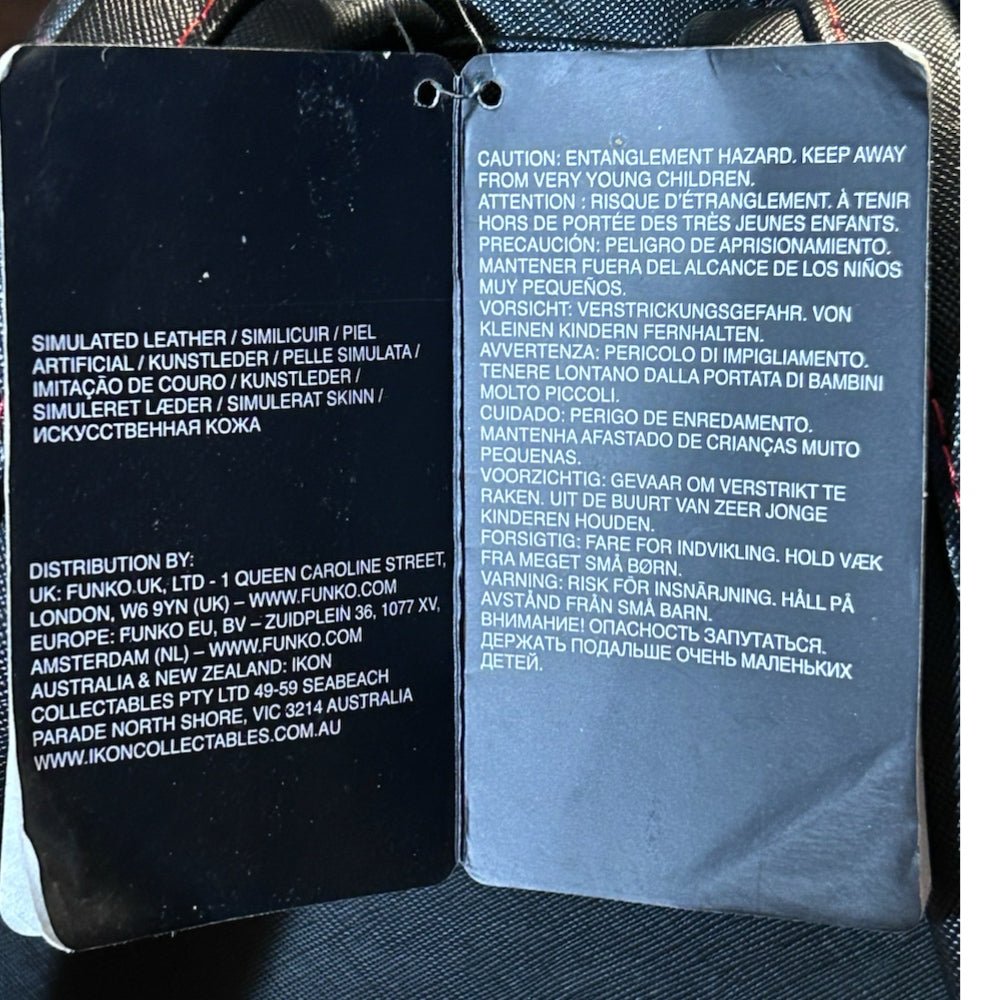 SIMULATED LEATHER / SIMILICUIR / PIEL
ARTIFICIAL / KUNSTLEDER / PELLE SIMULATA /
IMITAÇÃO DE COURO / KUNSTLEDER /
SIMULERET LÆDER / SIMULERAT SKINN /
ИСКУССТВЕННАЯ КОЖА
DISTRIBUTION BY:
UK: FUNKO UK, LTD - 1 QUEEN CAROLINE STREET,
LONDON, W6 9YN (UK) – WWW.FUNKO.COM
EUROPE: FUNKO EU, BV – ZUIDPLEIN 36, 1077 XV,
AMSTERDAM (NL) – WWW.FUNKO.COM
AUSTRALIA & NEW ZEALAND: IKON
COLLECTABLES PTY LTD 49-59 SEABEACH
PARADE NORTH SHORE, VIC 3214 AUSTRALIA
WWW.IKONCOLLECTABLES.COM.AU
CAUTION: ENTANGLEMENT HAZARD. KEEP AWAY
FROM VERY YOUNG CHILDREN.
ATTENTION : RISQUE D'ÉTRANGLEMENT. À TENIR
HORS DE PORTÉE DES TRÈS JEUNES ENFANTS.
PRECAUCIÓN: PELIGRO DE APRISIONAMIENTO.
MANTENER FUERA DEL ALCANCE DE LOS NIÑOS
MUY PEQUEÑOS.
VORSICHT: VERSTRICKUNGSGEFAHR. VON
KLEINEN KINDERN FERNHALTEN.
AVVERTENZA: PERICOLO DI IMPIGLIAMENTO.
TENERE LONTANO DALLA PORTATA DI BAMBINI
MOLTO PICCOLI.
CUIDADO: PERIGO DE ENREDAMENTO.
MANTENHA AFASTADO DE CRIANÇAS MUITO
PEQUENAS.
VOORZICHTIG: GEVAAR OM VERSTRIKT TE
RAKEN. UIT DE BUURT VAN ZEER JONGE
KINDEREN HOUDEN.
FORSIGTIG: FARE FOR INDVIKLING. HOLD VÆK
FRA MEGET SMÅ BØRN.
VARNING: RISK FÖR INSNÄRJNING. HÅLL PÅ
AVSTÅND FRÅN SMÅ BARN.
ВНИМАНИЕ! ОПАСНОСТЬ ЗАПУТАТЬСЯ.
ДЕРЖАТЬ ПОДАЛЬШЕ ОЧЕНЬ МАЛЕНЬКИХ
ДЕТЕЙ.